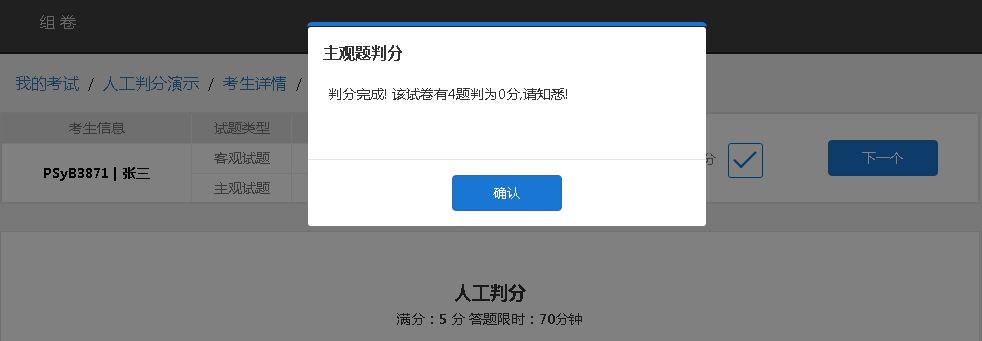 组 卷
主观题判分
判分完成! 该试卷有4题判为0分,请知悉!
确认
我的考试 / 人工判分演示 / 考生详情 /
考生信息
试题类型
PSyB3871 | 张三
客观试题
主观试题
分
下一个
人工判分
满分：5 分 答题限时：70分钟